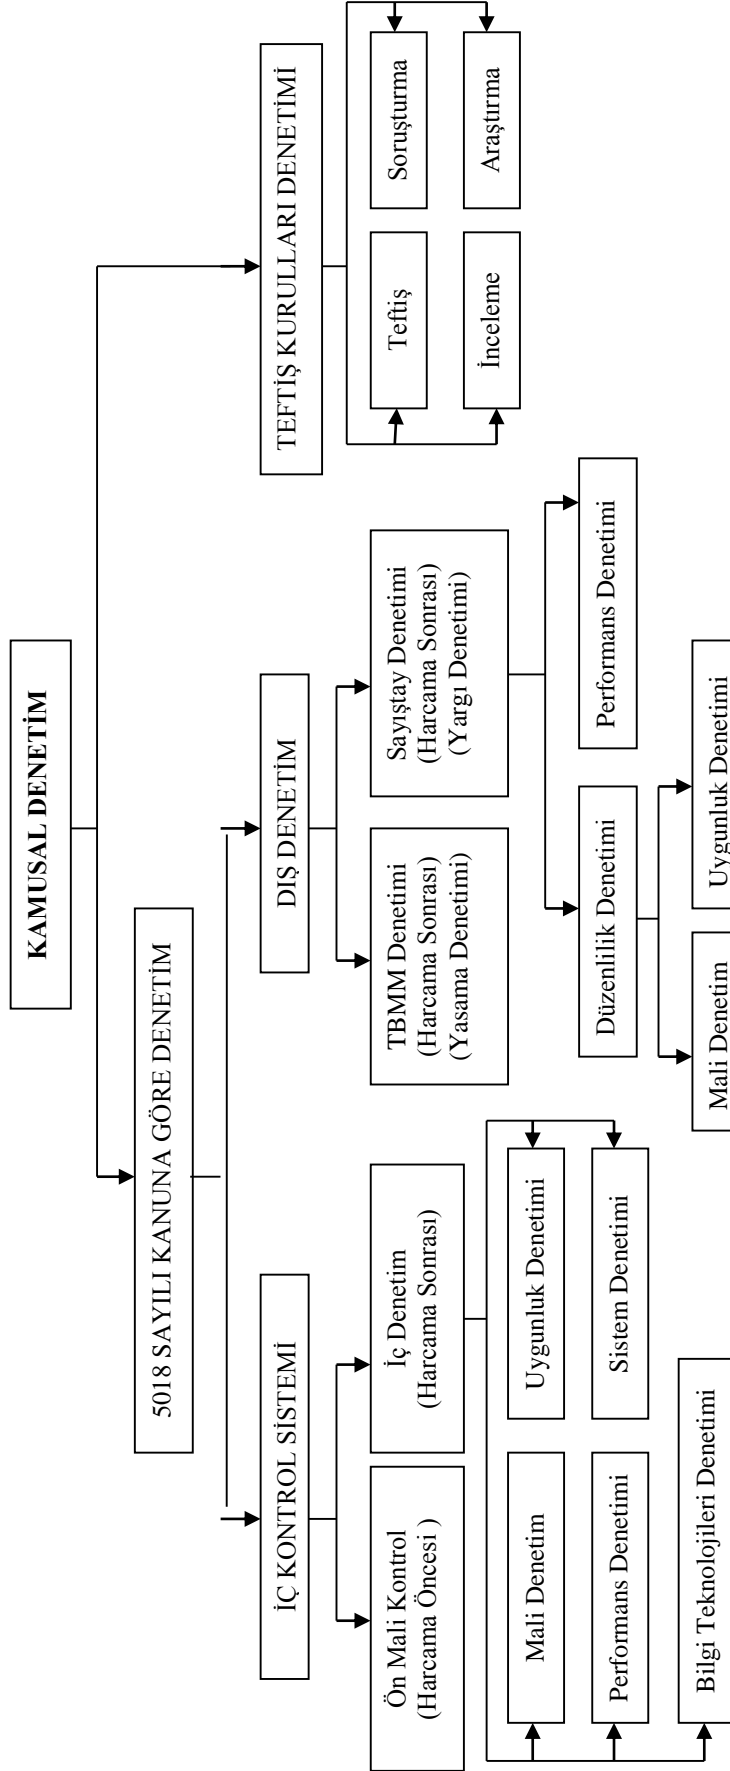 KAMUSAL DENETİM
5018 SAYILI KANUNA GÖRE DENETİM
İÇ KONTROL SİSTEMİ
DIŞ DENETİM
TEFTİŞ KURULLARI DENETİMİ
Ön Mali Kontrol
(Harcama Öncesi )
İç Denetim
(Harcama Sonrası)
TBMM Denetimi
(Harcama Sonrası)
(Yasama Denetimi)
Sayıştay Denetimi
(Harcama Sonrası)
(Yargı Denetimi)
Teftiş
Soruşturma
İnceleme
Araştırma
Mali Denetim
Uygunluk Denetimi
Performans Denetimi
Sistem Denetimi
Bilgi Teknolojileri Denetimi
Düzenlilik Denetimi
Performans Denetimi
Mali Denetim
Uygunluk Denetimi